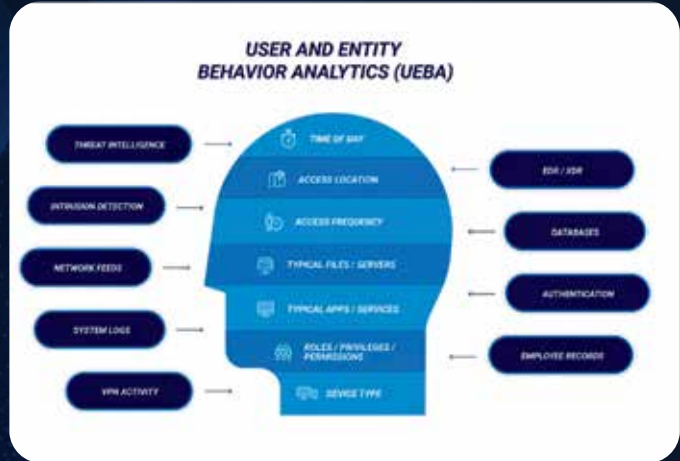 USER AND ENTITY
BEHAVIOR ANALYTICS (UEBA)
THREAT INTELLIGENCE
INTRUSION DETECTION
NETWORK FEEDS
SYSTEM LOGS
VPN ACTIVITY
TIME OF DAY
ACCESS LOCATION
ACCESS FREQUENCY
TYPICAL FILES / SERVERS
TYPICAL APPS / SERVICES
ROLES / PRIVILEGES /
PERMISSIONS
DEVICE TYPE
EDR / XDR
DATABASES
AUTHENTICATION
EMPLOYEE RECORDS